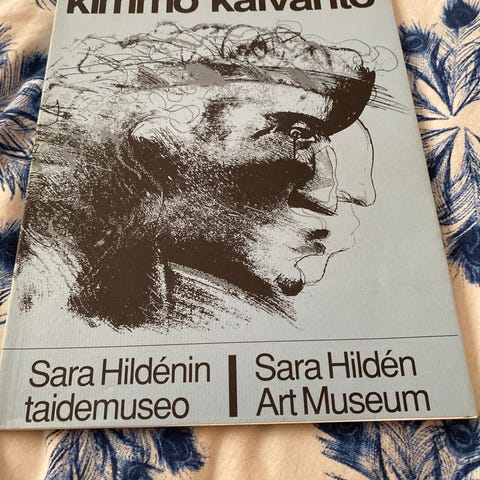 kimmo kaivanto
Sara Hildénin
taidemuseo
Sara Hildén
Art Museum